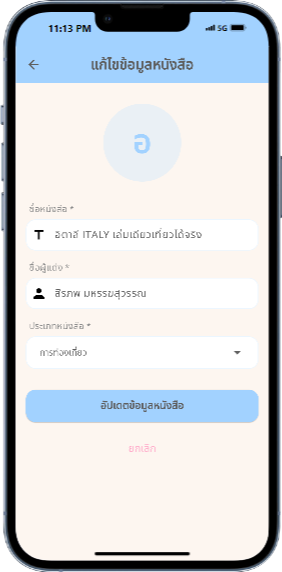 11:13 PM
5G
แก้ไขข้อมูลหนังสือ
อ
ชื่อหนังสือ *
อิตาลี ITALY เล่มเดียวเที่ยวได้จริง
ชื่อผู้แต่ง *
สิรภพ มหรรฆสุวรรณ
ประเภทหนังสือ *
การท่องเที่ยว
อัปเดตข้อมูลหนังสือ
ยกเลิก